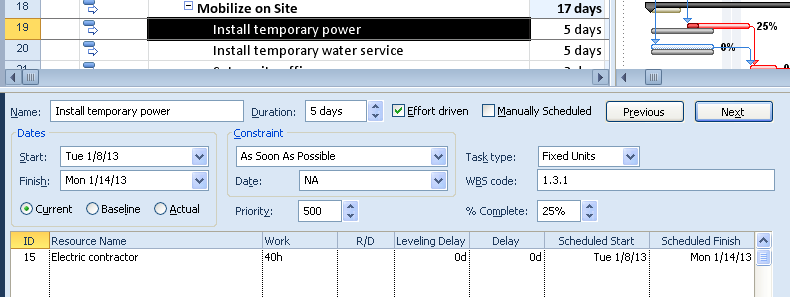 18 Mobilize on Site 17 days
19 Install temporary power 5 days 25%
20 Install temporary water service 5 days 0%
Name: Install temporary power Duration: 5 days Effort driven Manually Scheduled Previous Next
Dates Constraint
Start: Tue 1/8/13 As Soon As Possible Task type: Fixed Units
Finish: Mon 1/14/13 Date: NA WBS code: 1.3.1
Current Baseline Actual Priority: 500 % Complete: 25%
ID Resource Name Work R/D Leveling Delay Delay Scheduled Start Scheduled Finish
15 Electric contractor 40h 0d 0d Tue 1/8/13 Mon 1/14/13